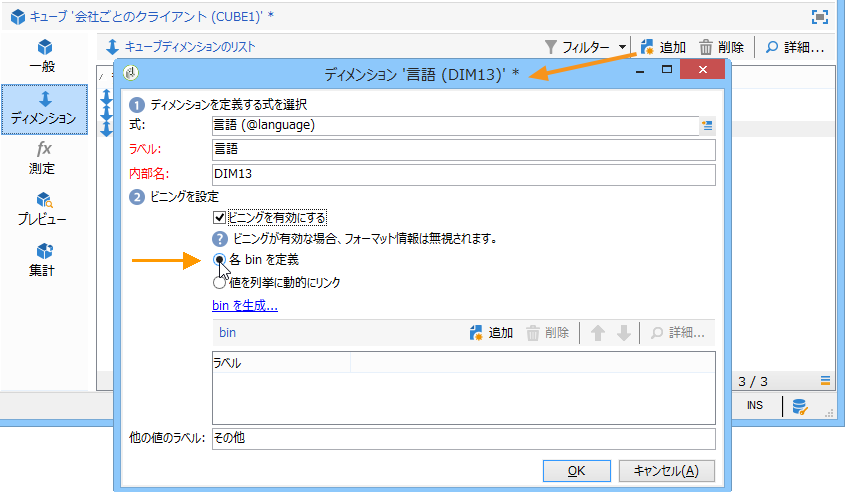 キューブ '会社ごとのクライアント (CUBE1)' *
一般
ディメンション
fx
測定
プレビュー
集計
キューブディメンションのリスト
フィルター
追加
削除
詳細...
ディメンション '言語 (DIM13)' *
1 ディメンションを定義する式を選択
式: 言語 (@language)
ラベル: 言語
内部名: DIM13
2 ビニングを設定
ビニングを有効にする
? ビニングが有効な場合、フォーマット情報は無視されます。
各 bin を定義
値を列挙に動的にリンク
bin を生成...
bin 追加 削除 詳細...
ラベル
他の値のラベル: その他
OK キャンセル(A)
3 / 3
INS